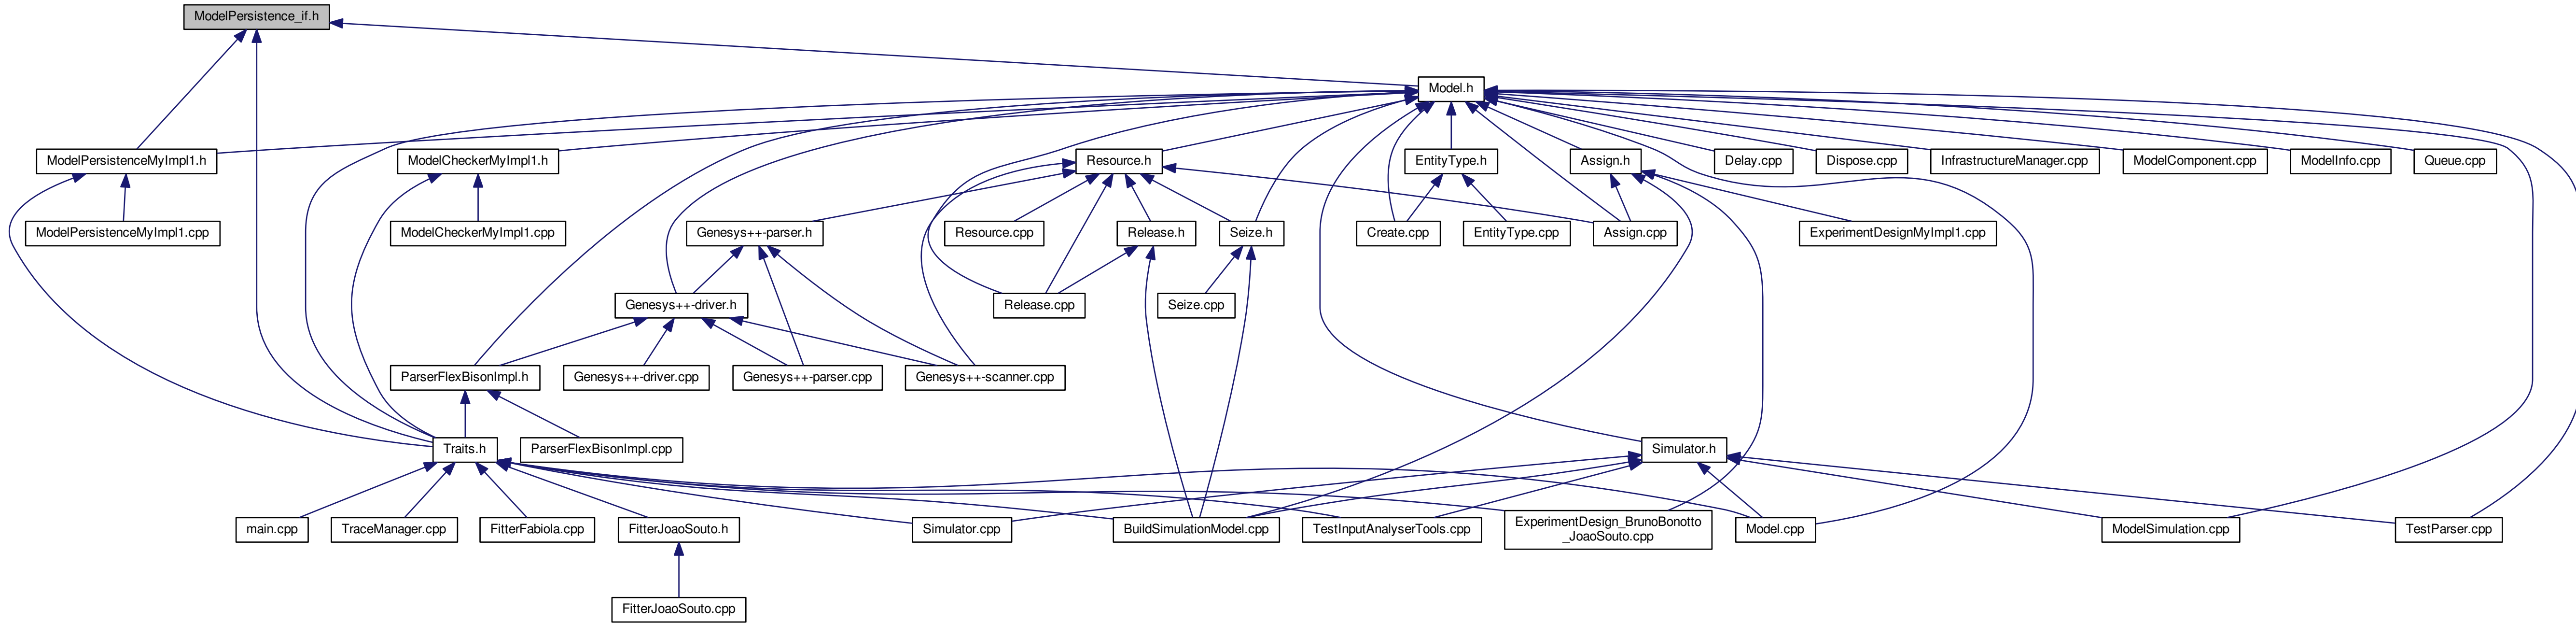 ModelPersistence_if.h
Model.h
ModelPersistenceMyImpl1.h
ModelCheckerMyImpl1.h
Resource.h
EntityType.h
Assign.h
Delay.cpp
Dispose.cpp
InfrastructureManager.cpp
ModelComponent.cpp
ModelInfo.cpp
Queue.cpp
ModelPersistenceMyImpl1.cpp
ModelCheckerMyImpl1.cpp
Genesys++-parser.h
Resource.cpp
Release.h
Seize.h
Create.cpp
EntityType.cpp
Assign.cpp
ExperimentDesignMyImpl1.cpp
Genesys++-driver.h
Release.cpp
Seize.cpp
ParserFlexBisonImpl.h
Genesys++-driver.cpp
Genesys++-parser.cpp
Genesys++-scanner.cpp
Traits.h
ParserFlexBisonImpl.cpp
Simulator.h
main.cpp
TraceManager.cpp
FitterFabiola.cpp
FitterJoaoSouto.h
Simulator.cpp
BuildSimulationModel.cpp
TestInputAnalyserTools.cpp
ExperimentDesign_BrunoBonotto
_JoaoSouto.cpp
Model.cpp
ModelSimulation.cpp
TestParser.cpp
FitterJoaoSouto.cpp